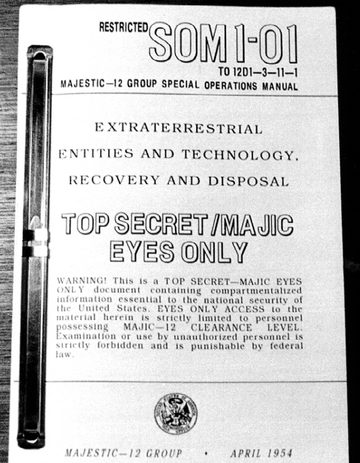 RESTRICTED SOM 1-01
TO 12D1-3-11-1
MAJESTIC-12 GROUP SPECIAL OPERATIONS MANUAL
EXTRATERRESTRIAL
ENTITIES AND TECHNOLOGY,
RECOVERY AND DISPOSAL
TOP SECRET/MAJIC
EYES ONLY
WARNING! This is a TOP SECRET-MAJIC EYES
ONLY document containing compartmentalized
information essential to the national security of
the United States. EYES ONLY ACCESS to the
material herein is strictly limited to personnel
possessing MAJIC-12 CLEARANCE LEVEL.
Examination or use by unauthorized personnel is
strictly forbidden and is punishable by federal
law.
MAJESTIC-12 GROUP • APRIL 1954